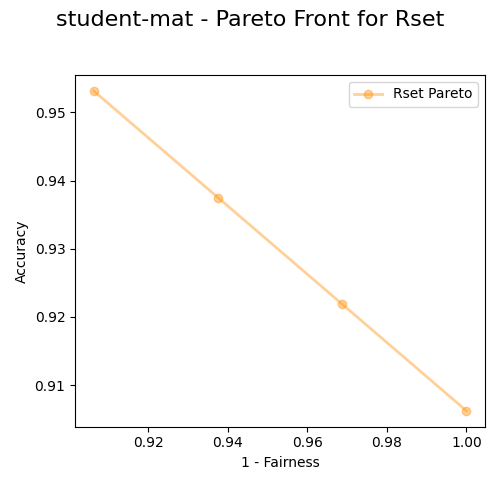 student-mat - Pareto Front for Rset
Rset Pareto
0.95
0.94
0.93
0.92
0.91
Accuracy
0.92
0.94
0.96
0.98
1.00
1 - Fairness